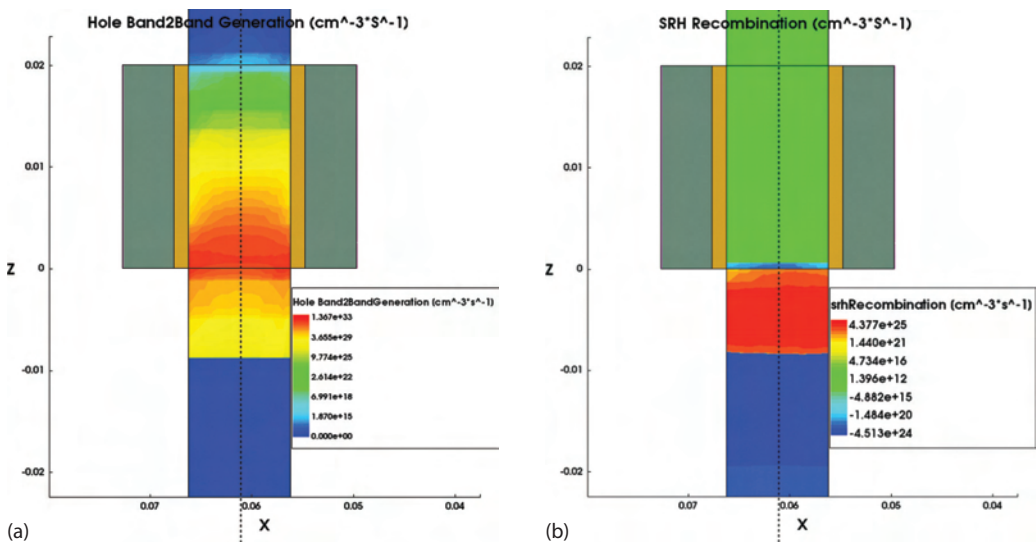 Hole Band2Band Generation (cm^-3*S^-1)
0.02
0.01
Z
0
-0.01
-0.02
0.07
0.06
0.05
0.04
X
Hole Band2BandGeneration (cm^-3*s^-1)
1.367e+33
3.655e+29
9.774e+25
2.614e+22
6.991e+18
1.870e+15
0.000e+00
(a)
SRH Recombination (cm^-3*S^-1)
0.02
0.01
Z
0
-0.01
-0.02
0.07
0.06
0.05
0.04
X
srhRecombination (cm^-3*s^-1)
4.377e+25
1.440e+21
4.734e+16
1.396e+12
-4.882e+15
-1.484e+20
-4.513e+24
(b)